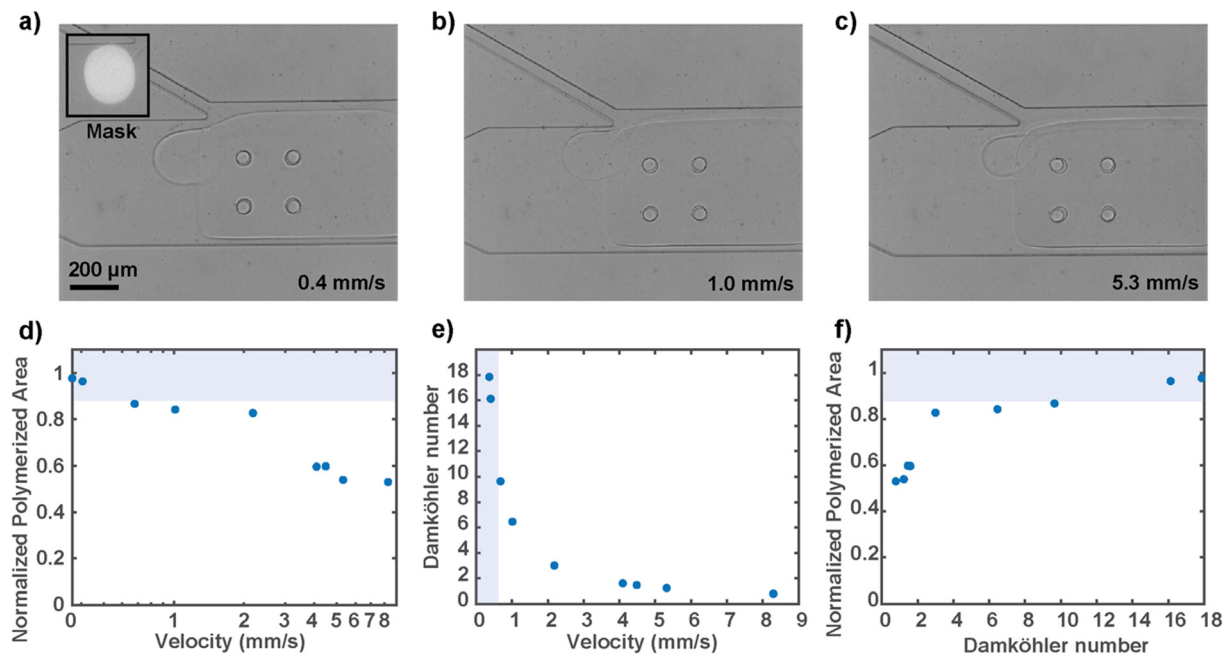 a)
Mask
200 µm
0.4 mm/s
b)
1.0 mm/s
c)
5.3 mm/s
d)
Normalized Polymerized Area
1
0.8
0.6
0.4
0.2
0
0 1 2 3 4 5 6 7 8
Velocity (mm/s)
e)
Damköhler number
18
16
14
12
10
8
6
4
2
0
0 1 2 3 4 5 6 7 8 9
Velocity (mm/s)
f)
Normalized Polymerized Area
1
0.8
0.6
0.4
0.2
0
0 2 4 6 8 10 12 14 16 18
Damköhler number